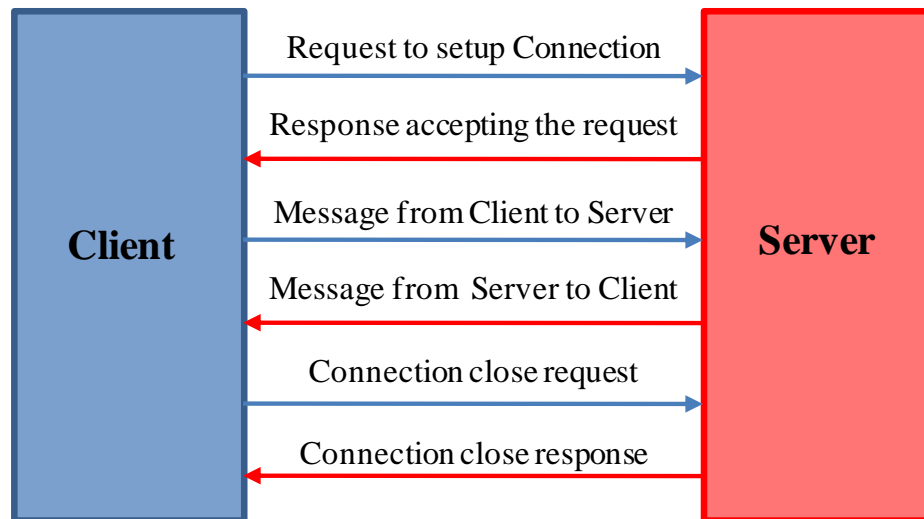 Request to setup Connection
Response accepting the request
Message from Client to Server
Client
Server
Message from Server to Client
Connection close request
Connection close response